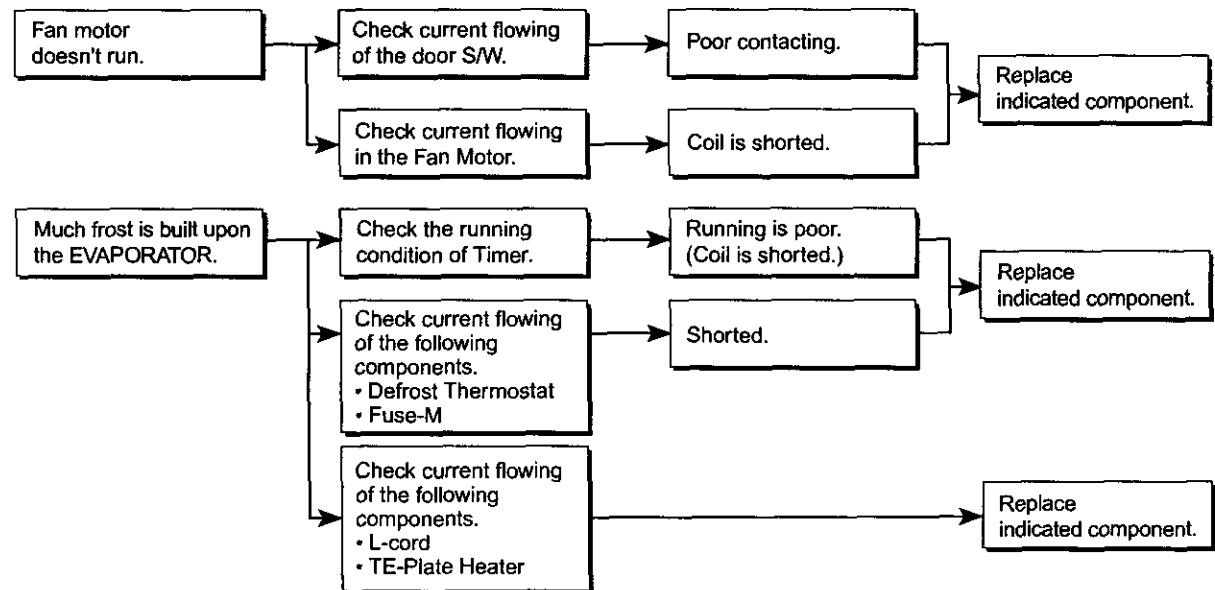 Fan motor
doesn't run.
Check current flowing
of the door S/W.
Poor contacting.
Replace
indicated component.
Check current flowing
in the Fan Motor.
Coil is shorted.
Much frost is built upon
the EVAPORATOR.
Check the running
condition of Timer.
Running is poor.
(Coil is shorted.)
Replace
indicated component.
Check current flowing
of the following
components.
• Defrost Thermostat
• Fuse-M
Shorted.
Check current flowing
of the following
components.
• L-cord
• TE-Plate Heater
Replace
indicated component.